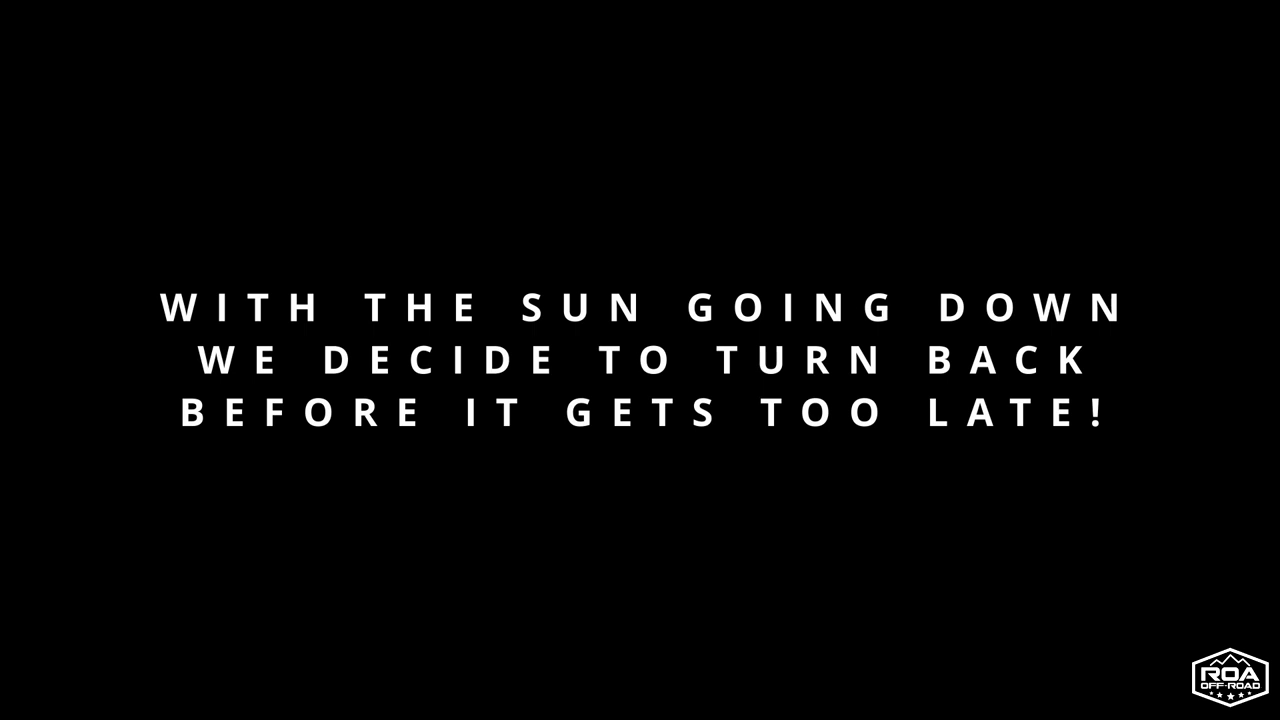 WITH THE SUN GOING DOWN
WE DECIDE TO TURN BACK
BEFORE IT GETS TOO LATE!
ROA
OFF-ROAD